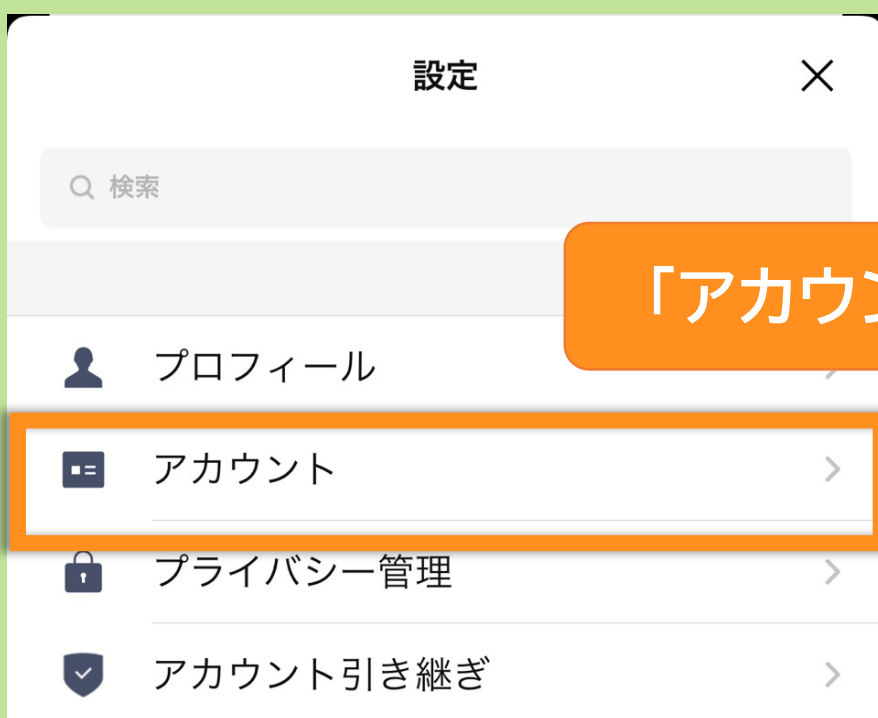 設定
検索
「アカウン
プロフィール
アカウント
プライバシー管理
アカウント引き継ぎ